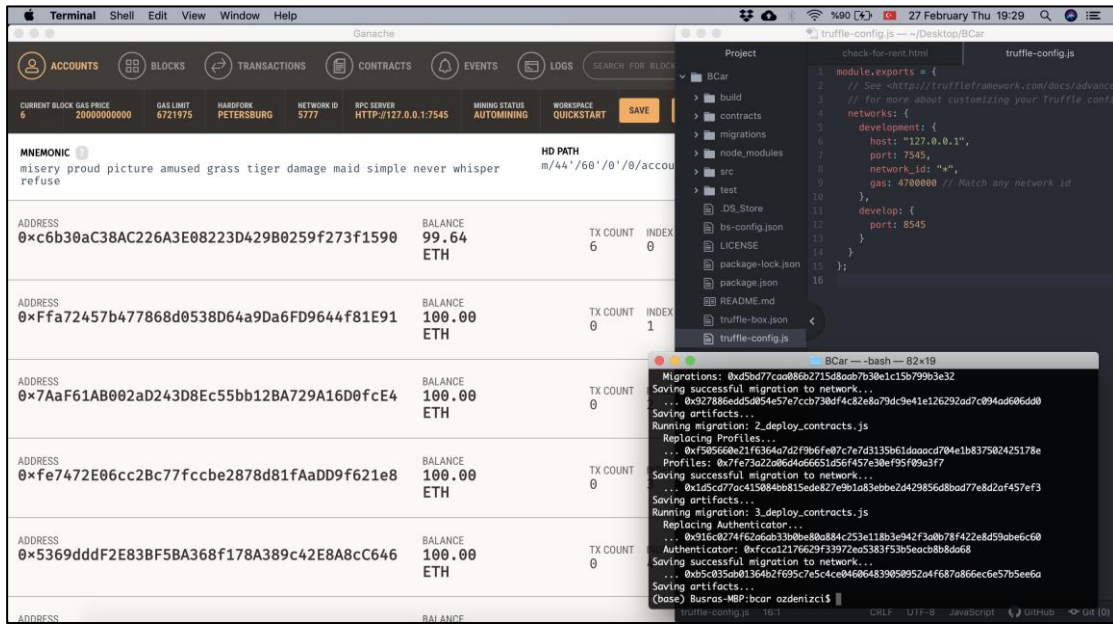 Terminal Shell Edit View Window Help
%90 27 February Thu 19:29
Ganache
ACCOUNTS BLOCKS TRANSACTIONS CONTRACTS EVENTS LOGS SEARCH FOR BLOCK
CURRENT BLOCK GAS PRICE GAS LIMIT HARDFORK NETWORK ID RPC SERVER MINING STATUS WORKSPACE
6 20000000000 6721975 PETERSBURG 5777 HTTP://127.0.0.1:7545 AUTOMINING QUICKSTART SAVE
MNEMONIC ? HD PATH
misery proud picture amused grass tiger damage maid simple never whisper m/44'/60'/0'/0/accou
refuse
ADDRESS BALANCE
0×c6b30aC38AC226A3E08223D429B0259f273f1590 99.64 TX COUNT INDEX
ETH 6 0
ADDRESS BALANCE
0×Ffa72457b477868d0538D64a9Da6FD9644f81E91 100.00 TX COUNT INDEX
ETH 0 1
ADDRESS BALANCE
0×7AaF61AB002aD243D8Ec55bb12BA729A16D0fcE4 100.00 TX COUNT
ETH 0
ADDRESS BALANCE
0×fe7472E06cc2Bc77fccbe2878d81fAaDD9f621e8 100.00 TX COUNT
ETH 0
ADDRESS BALANCE
0×5369dddF2E83BF5BA368f178A389c42E8A8cC646 100.00 TX COUNT
ETH 0
ADDRESS BALANCE
truffle-config.js — ~/Desktop/BCar
Project
BCar
build
contracts
migrations
node_modules
src
test
.DS_Store
bs-config.json
LICENSE
package-lock.json
package.json
README.md
truffle-box.json
truffle-config.js
check-for-rent.html truffle-config.js
1 module.exports = {
2 // See <http://truffleframework.com/docs/advance
3 // for more about customizing your Truffle confi
4 networks: {
5 development: {
6 host: "127.0.0.1",
7 port: 7545,
8 network_id: "*",
9 gas: 4700000 // Match any network id
10 },
11 develop: {
12 port: 8545
13 }
14 }
15 };
16
BCar — -bash — 82×19
Migrations: 0xd5bd77caa086b2715d8aab7b30e1c15b799b3e32
Saving successful migration to network...
... 0x927886edd5d054e57e7ccb730df4c82e8a79dc9e41e126292ad7c094ad606dd0
Saving artifacts...
Running migration: 2_deploy_contracts.js
Replacing Profiles...
... 0xf505660e21f6364a7d2f9b6fe07c7e7d3135b61daaacd704e1b837502425178e
Profiles: 0x7fe73a22a06d4a66651d56f457e30ef95f09a3f7
Saving successful migration to network...
... 0x1d5cd77ac415084bb815ede827e9b1a83ebbe2d429856d8bad77e8d2af457ef3
Saving artifacts...
Running migration: 3_deploy_contracts.js
Replacing Authenticator...
... 0x916c0274f62a6ab33b0be80a884c253e118b3e942f3a0b78f422e8d59abe6c60
Authenticator: 0xfcca12176629f33972ea5383f53b5eacb8b8da68
Saving successful migration to network...
... 0xb5c035ab01364b2f695c7e5c4ce046064839050952a4f687a866ec6e57b5ee6a
Saving artifacts...
(base) Busras-MBP:bcar ozdenizci$
truffle-config.js 16:1 CRLF UTF-8 JavaScript GitHub Git (0)